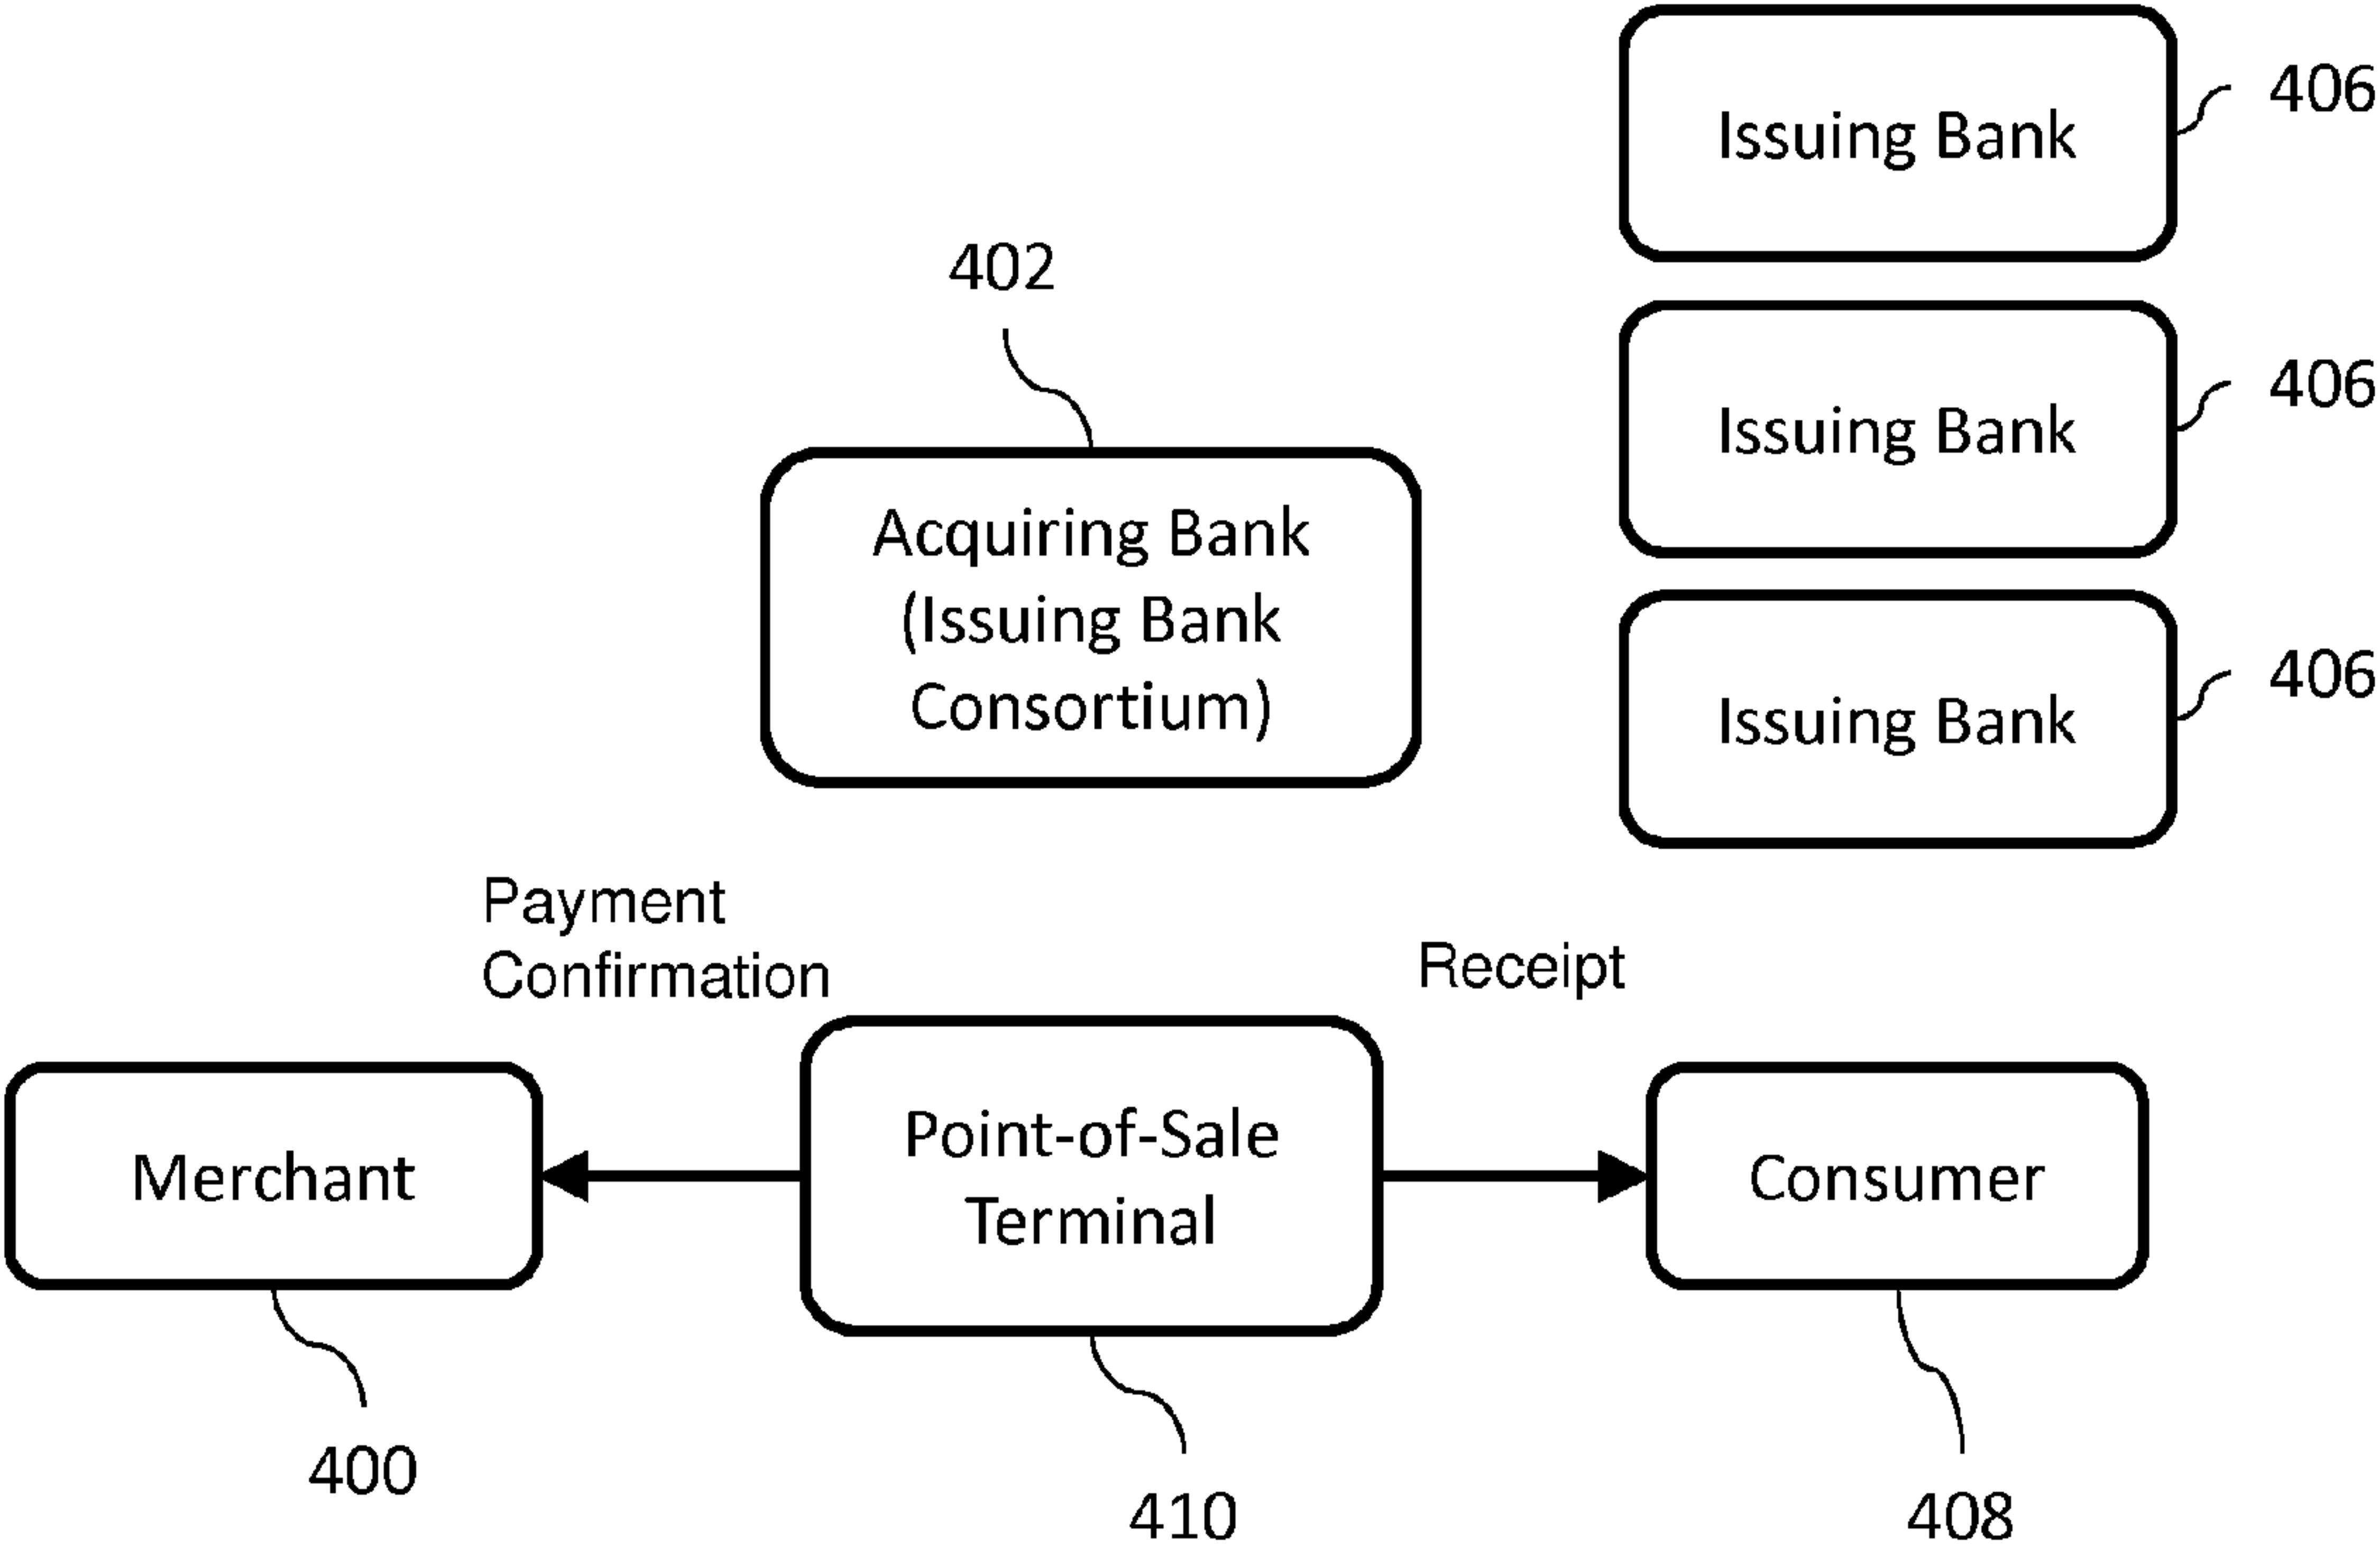 Issuing Bank
406
Issuing Bank
406
402
Acquiring Bank
(Issuing Bank
Consortium)
Issuing Bank
406
Payment
Confirmation
Receipt
Merchant
Point-of-Sale
Terminal
Consumer
400
410
408